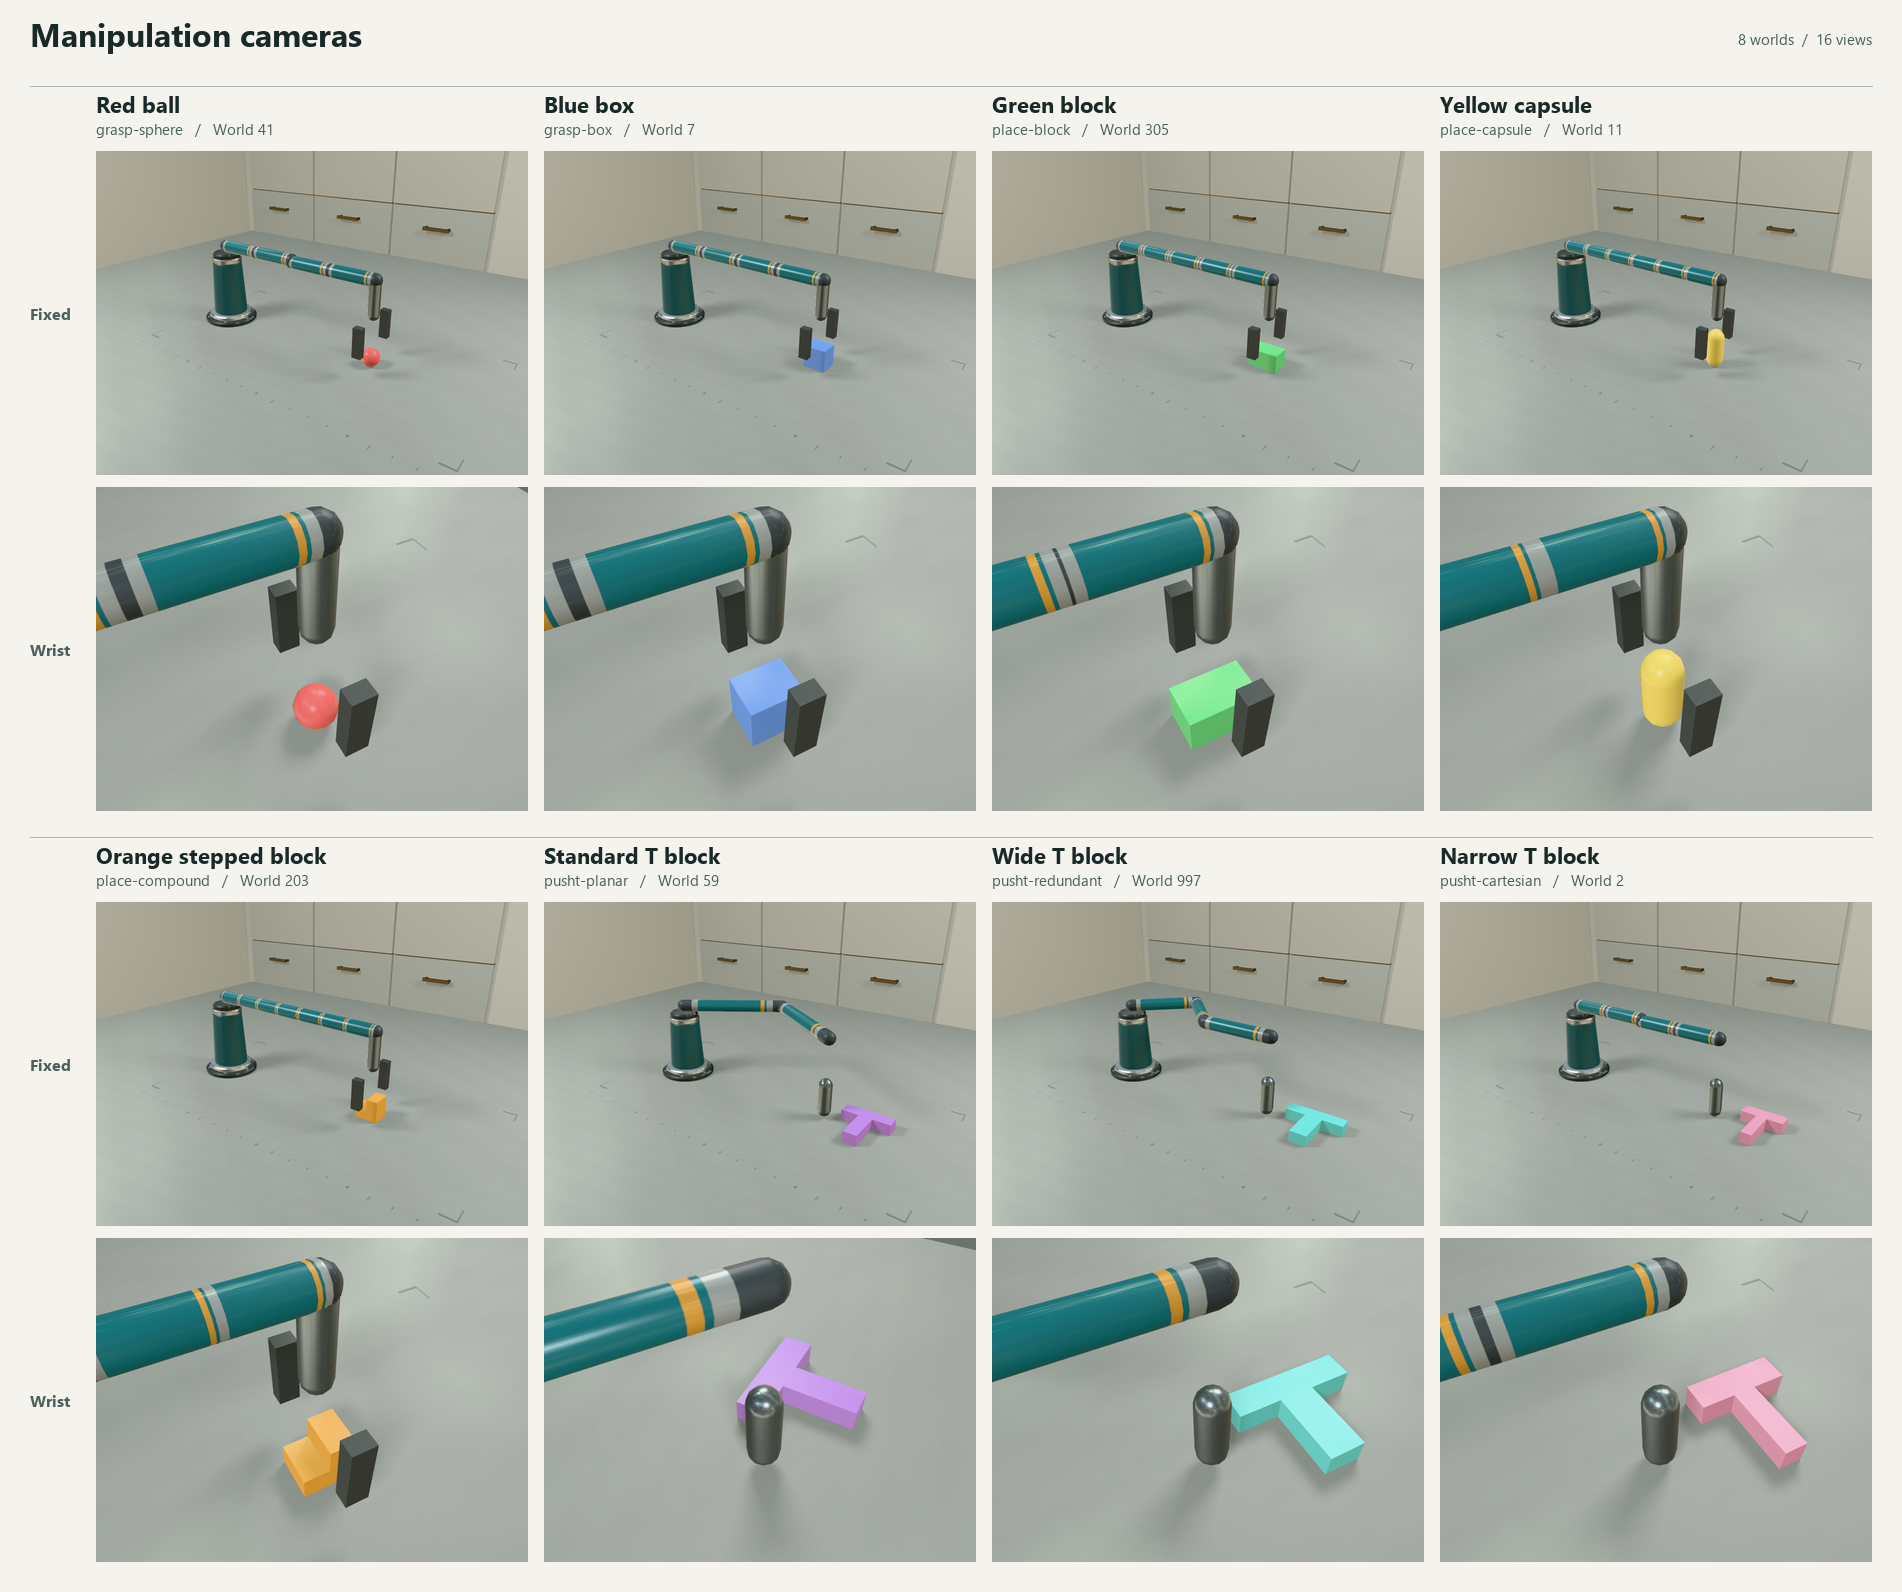 Manipulation cameras
8 worlds / 16 views
Red ball
grasp-sphere / World 41
Blue box
grasp-box / World 7
Green block
place-block / World 305
Yellow capsule
place-capsule / World 11
Fixed
Wrist
Orange stepped block
place-compound / World 203
Standard T block
pusht-planar / World 59
Wide T block
pusht-redundant / World 997
Narrow T block
pusht-cartesian / World 2
Fixed
Wrist